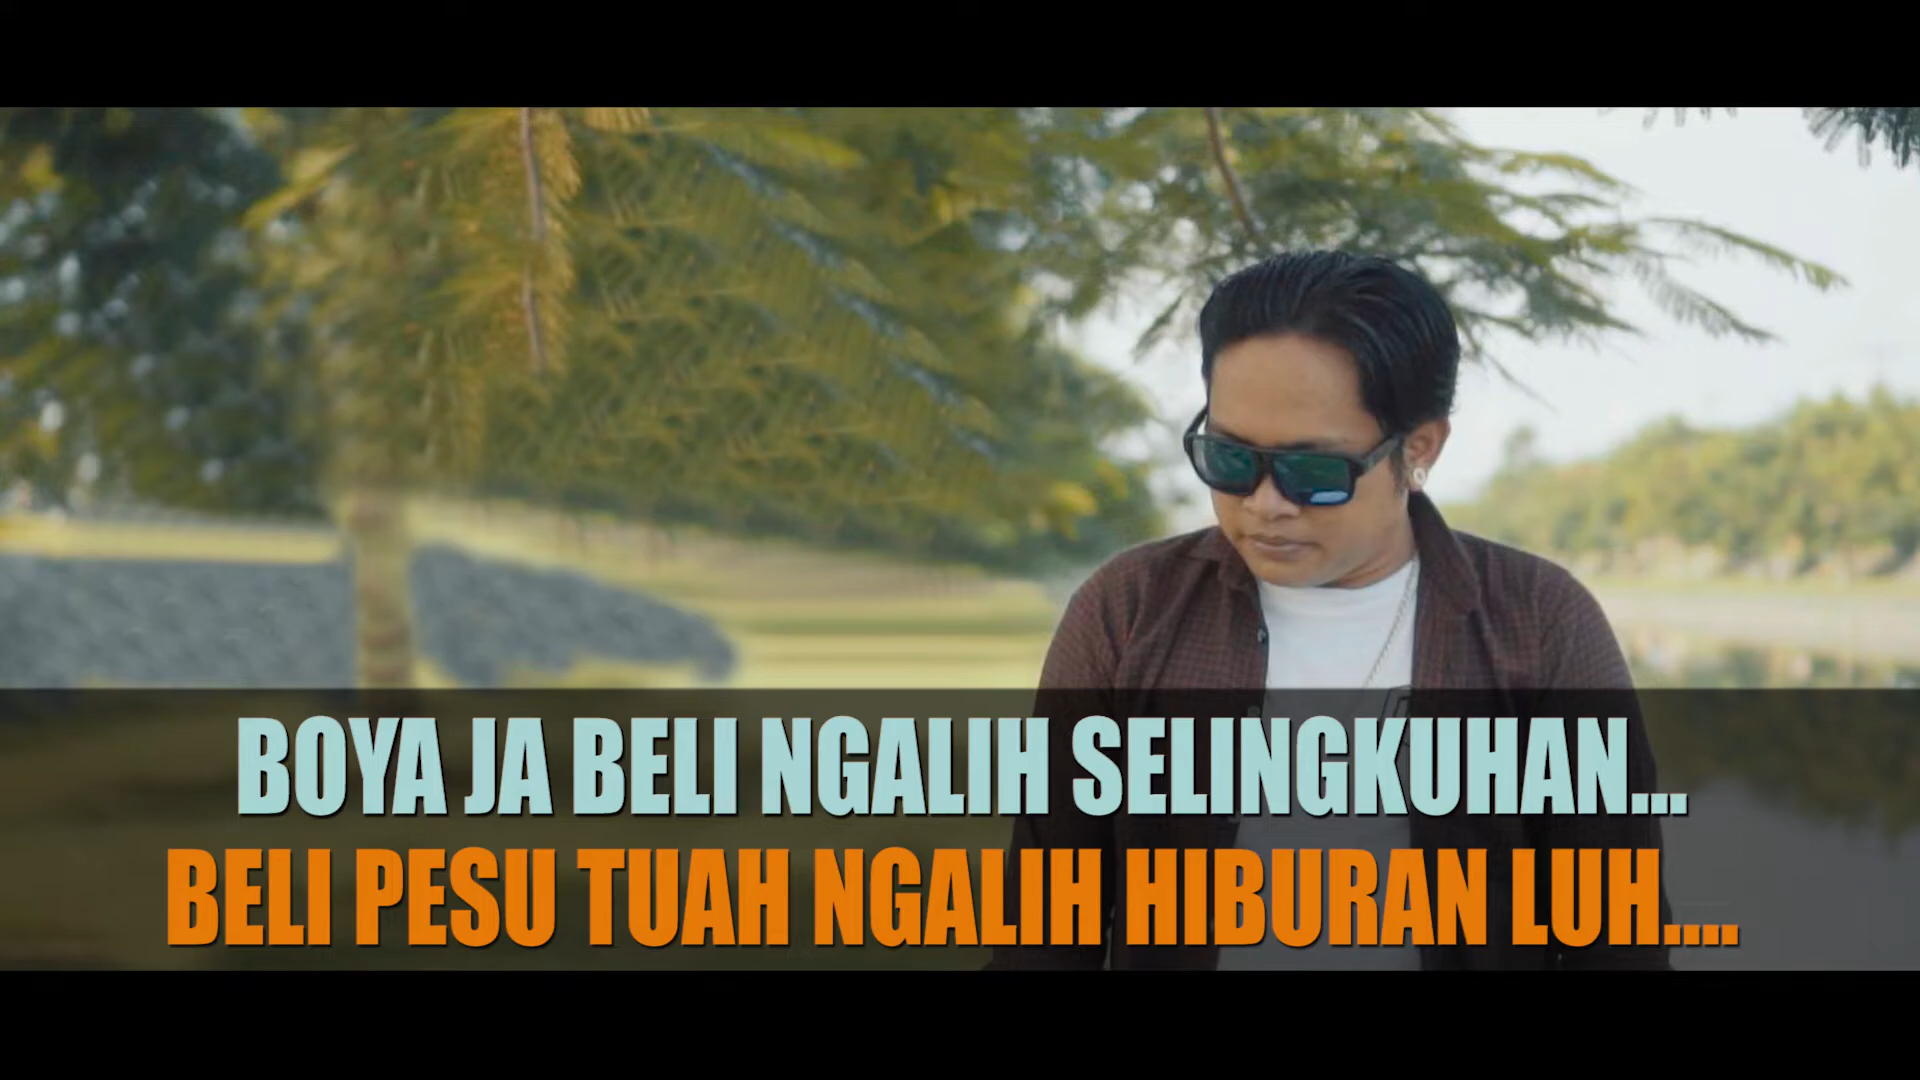 BOYA JA BELI NGALIH SELINGKUHAN...
BELI PESU TUAH NGALIH HIBURAN LUH....